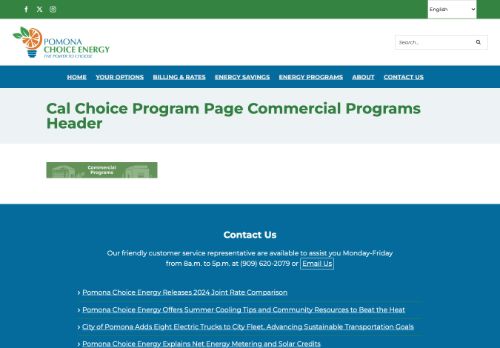 English
POMONA
CHOICE ENERGY
THE POWER TO CHOOSE
Search...
HOME YOUR OPTIONS BILLING & RATES ENERGY SAVINGS ENERGY PROGRAMS ABOUT CONTACT US
Cal Choice Program Page Commercial Programs
Header
Commercial
Programs
Contact Us
Our friendly customer service representative are available to assist you Monday-Friday
from 8a.m. to 5p.m. at (909) 620-2079 or Email Us
Pomona Choice Energy Releases 2024 Joint Rate Comparison
Pomona Choice Energy Offers Summer Cooling Tips and Community Resources to Beat the Heat
City of Pomona Adds Eight Electric Trucks to City Fleet, Advancing Sustainable Transportation Goals
Pomona Choice Energy Explains Net Energy Metering and Solar Credits